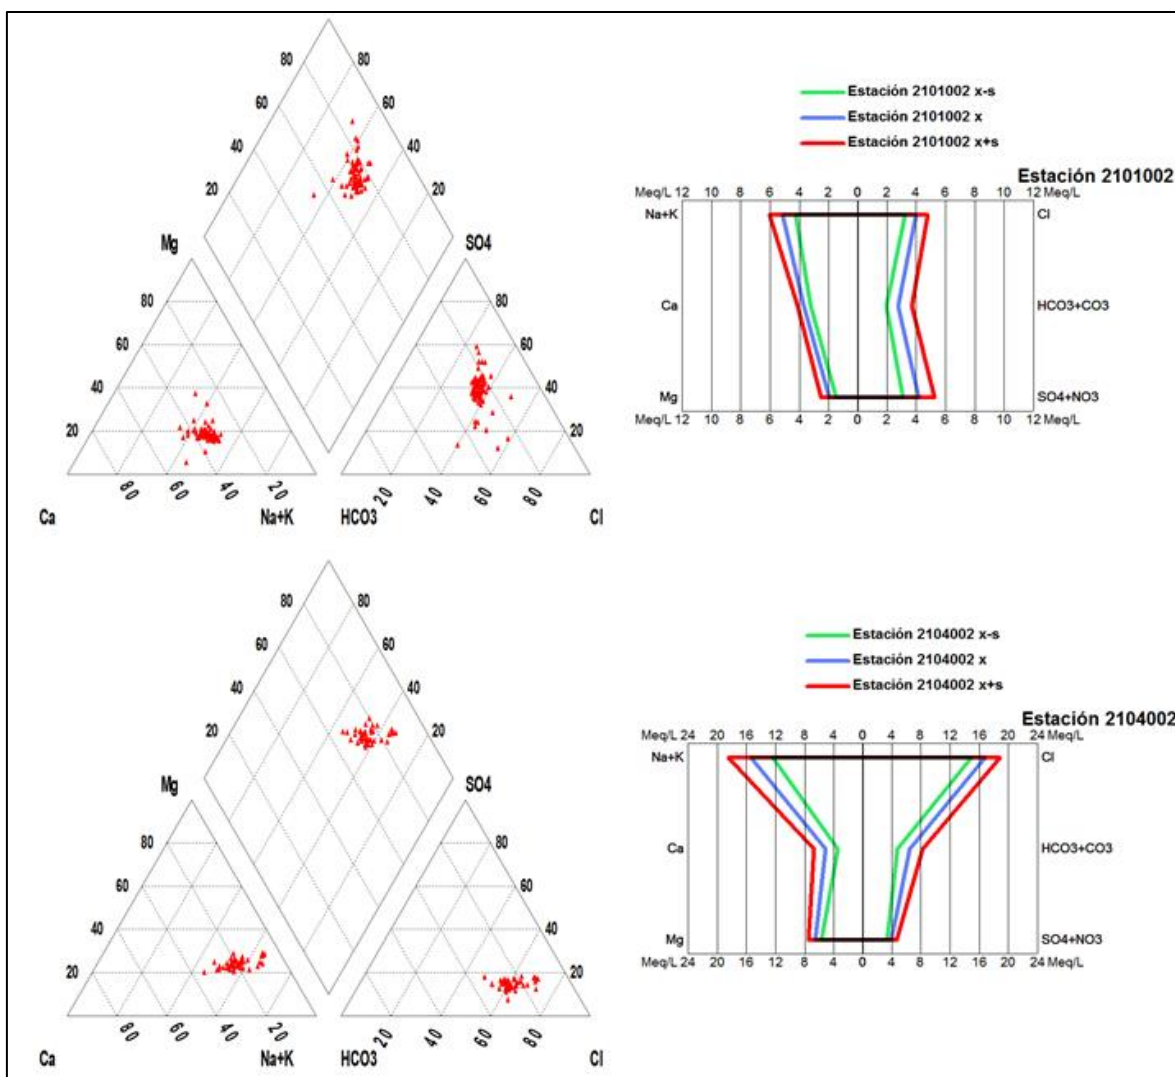 80 80
60 60
40 40
20 20
Mg SO4
80 80
60 60
40 40
20 20
80 60 40 20 20 40 60 80
Ca Na+K HCO3 Cl
Estación 2101002 x-s
Estación 2101002 x
Estación 2101002 x+s
Estación 2101002
Meq/L 12 10 8 6 4 2 0 2 4 6 8 10 12 Meq/L
Na+K Cl
Ca HCO3+CO3
Mg SO4+NO3
Meq/L 12 10 8 6 4 2 0 2 4 6 8 10 12 Meq/L
80 80
60 60
40 40
20 20
Mg SO4
80 80
60 60
40 40
20 20
80 60 40 20 20 40 60 80
Ca Na+K HCO3 Cl
Estación 2104002 x-s
Estación 2104002 x
Estación 2104002 x+s
Estación 2104002
Meq/L 24 20 16 12 8 4 0 4 8 12 16 20 24 Meq/L
Na+K Cl
Ca HCO3+CO3
Mg SO4+NO3
Meq/L 24 20 16 12 8 4 0 4 8 12 16 20 24 Meq/L